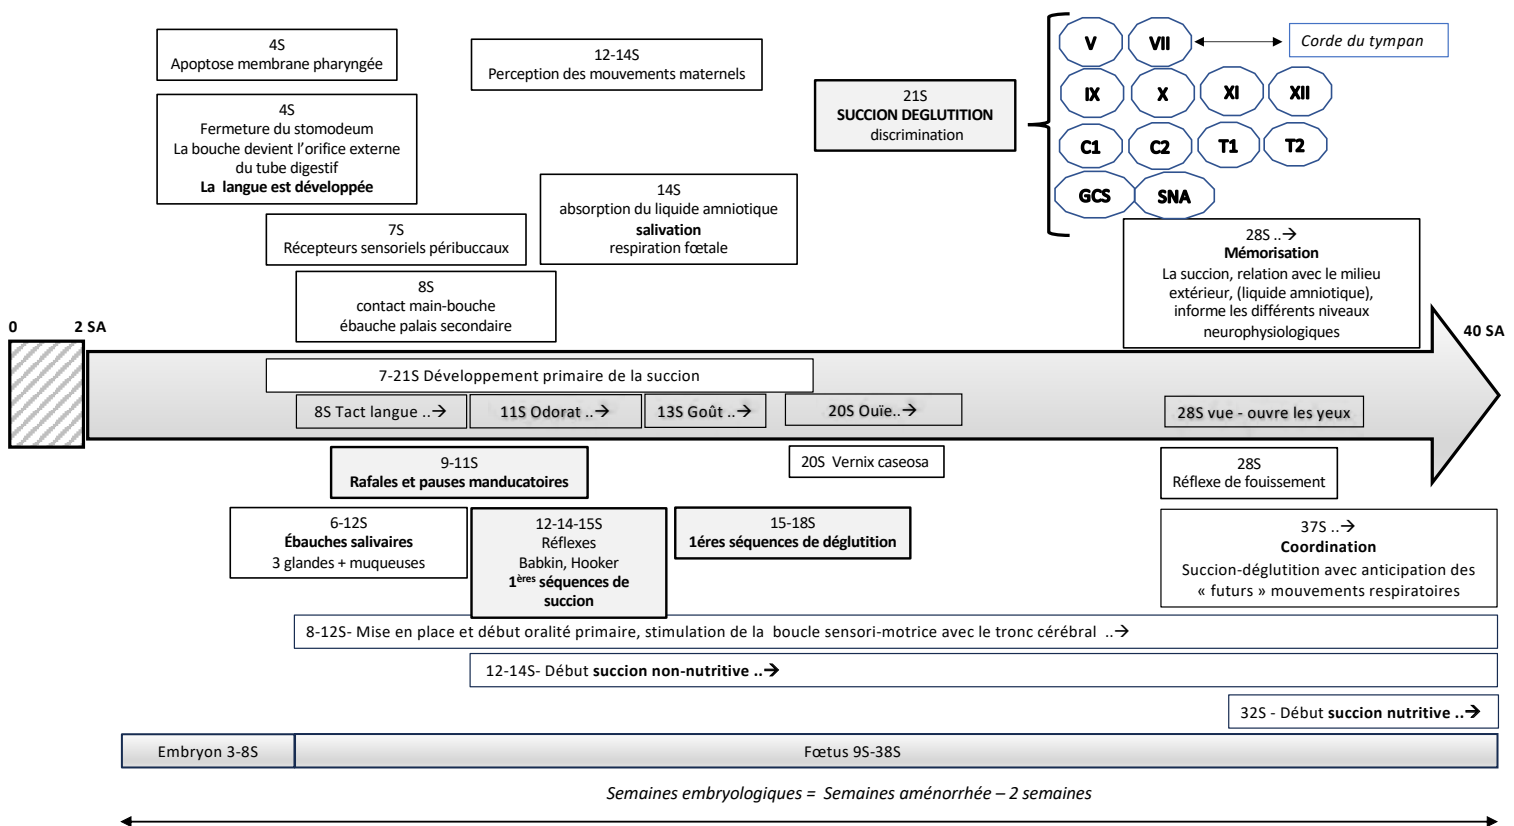 4S
Apoptose membrane pharyngée
12-14S
Perception des mouvements maternels
4S
Fermeture du stomodeum
La bouche devient l'orifice externe
du tube digestif
La langue est développée
21S
SUCCION DEGLUTITION
discrimination
V
VII
Corde du tympan
IX
X
XI
XII
C1
C2
T1
T2
GCS
SNA
14S
absorption du liquide amniotique
salivation
respiration fœtale
7S
Récepteurs sensoriels péribuccaux
8S
contact main-bouche
ébauche palais secondaire
28S ..→
Mémorisation
La succion, relation avec le milieu
extérieur, (liquide amniotique),
informe les différents niveaux
neurophysiologiques
0
2 SA
40 SA
7-21S Développement primaire de la succion
8S Tact langue ..→
11S Odorat ..→
13S Goût ..→
20S Ouïe..→
28S vue - ouvre les yeux
9-11S
Rafales et pauses manducatoires
20S Vernix caseosa
28S
Réflexe de fouissement
6-12S
Ébauches salivaires
3 glandes + muqueuses
12-14-15S
Réflexes
Babkin, Hooker
1ères séquences de
succion
15-18S
1éres séquences de déglutition
37S ..→
Coordination
Succion-déglutition avec anticipation des
« futurs » mouvements respiratoires
8-12S- Mise en place et début oralité primaire, stimulation de la boucle sensori-motrice avec le tronc cérébral ..→
12-14S- Début succion non-nutritive ..→
32S - Début succion nutritive ..→
Embryon 3-8S
Fœtus 9S-38S
Semaines embryologiques = Semaines aménorrhée – 2 semaines